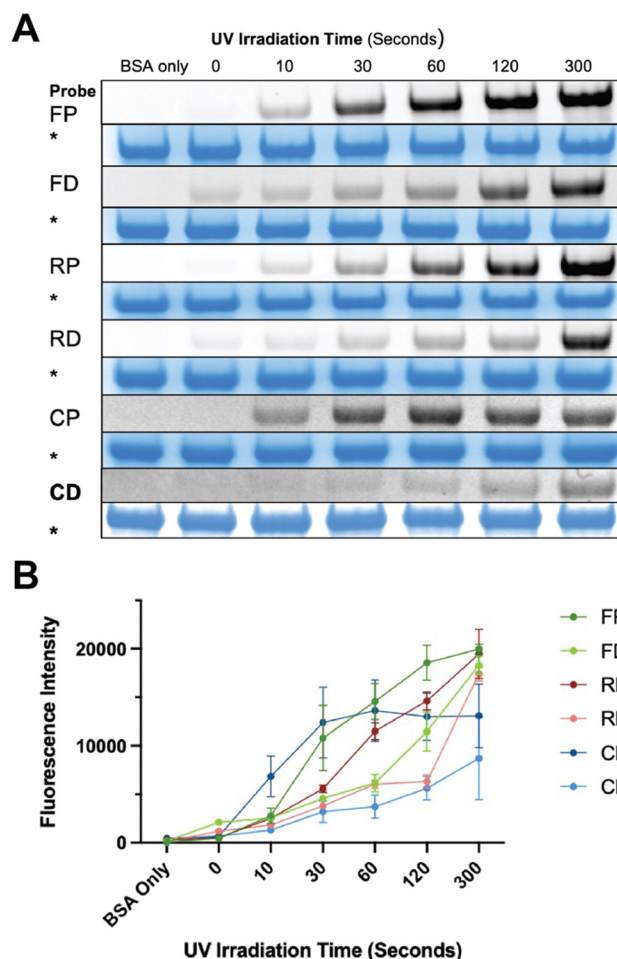 A
UV Irradiation Time (Seconds)
BSA only 0 10 30 60 120 300
Probe
FP
*
FD
*
RP
*
RD
*
CP
*
CD
*
B
Fluorescence Intensity
20000
10000
0
BSA Only 0 10 30 60 120 300
UV Irradiation Time (Seconds)